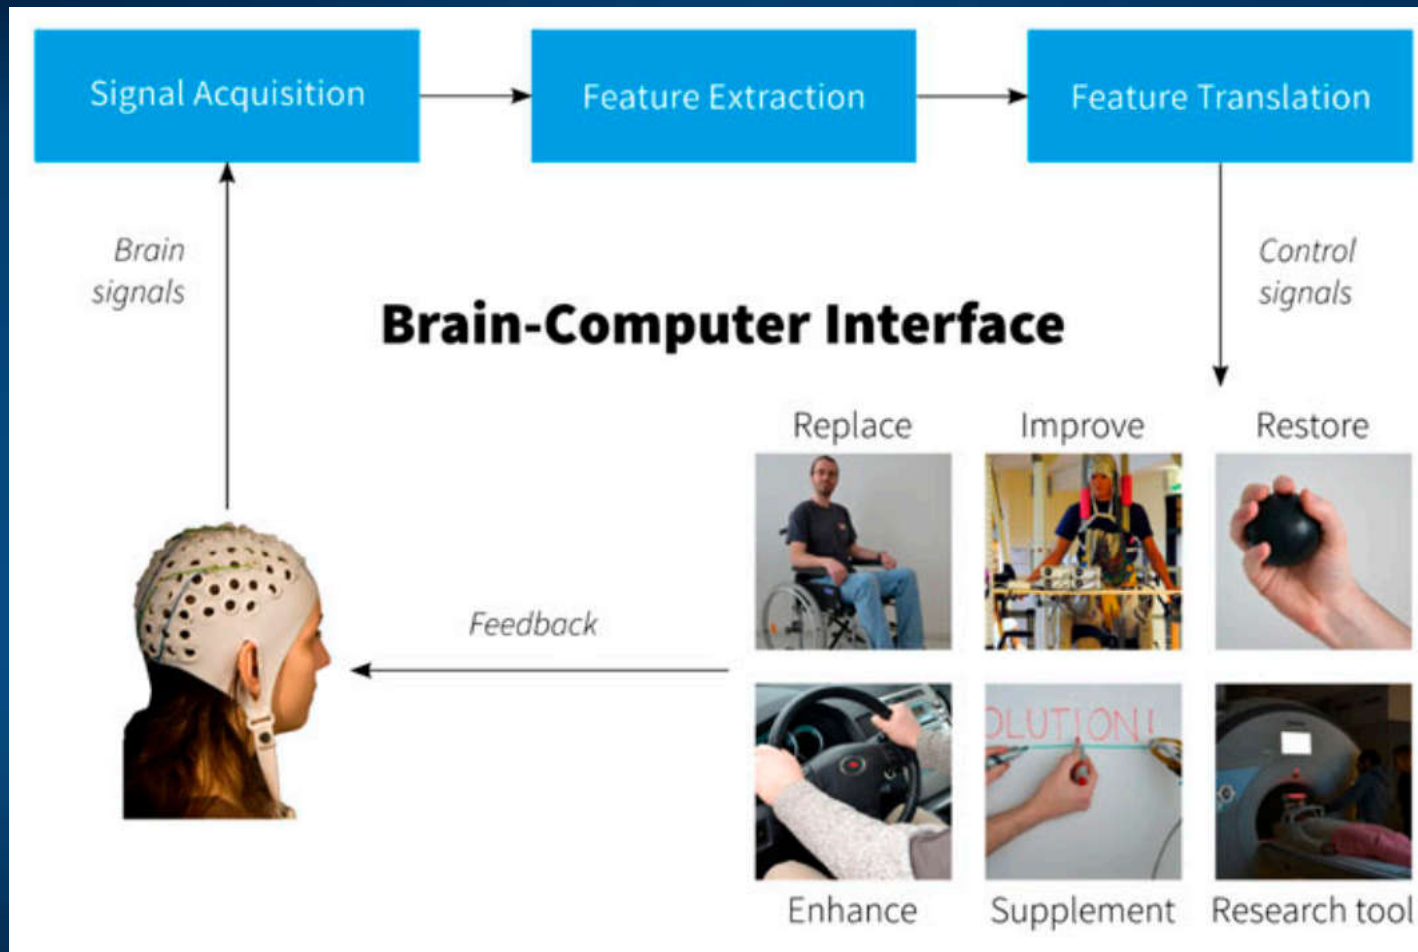 Signal Acquisition
Feature Extraction
Feature Translation
Brain
signals
Control
signals
Brain-Computer Interface
Replace
Improve
Restore
Feedback
OLUTION!
Enhance
Supplement
Research tool